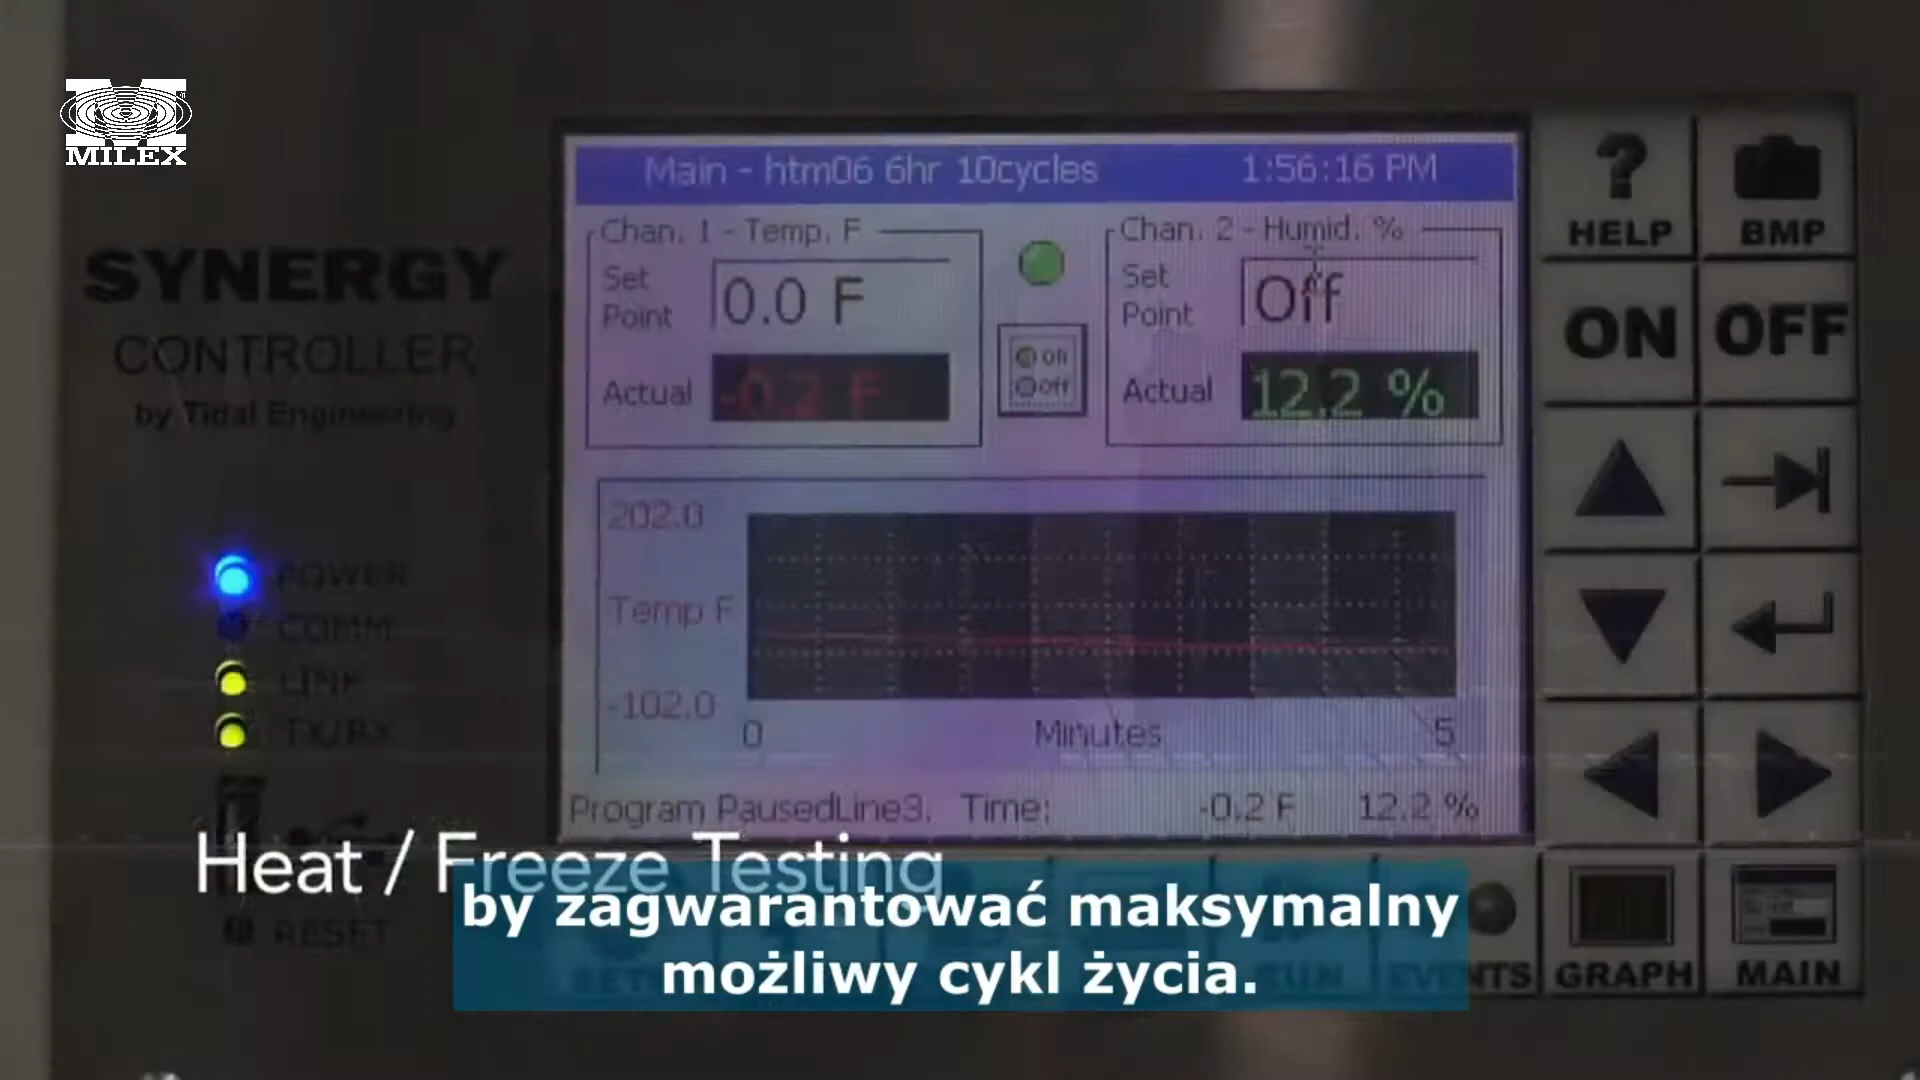 MILEX
SYNERGY
CONTROLLER
by Tidal Engineering
POWER
COMM
LINK
TX/RX
RESET
Main - htm06 6hr 10cycles 1:56:16 PM
Chan. 1 - Temp. F
Set
Point
0.0 F
Actual
-0.2 F
On
Off
Chan. 2 - Humid. %
Set
Point
Off
Actual
12.2 %
202.0
Temp F
-102.0
0
Minutes
5
Program PausedLine3. Time: -0.2 F 12.2 %
HELP
BMP
ON
OFF
GRAPH
MAIN
EVENTS
Heat / Freeze Testing
by zagwarantować maksymalny
możliwy cykl życia.